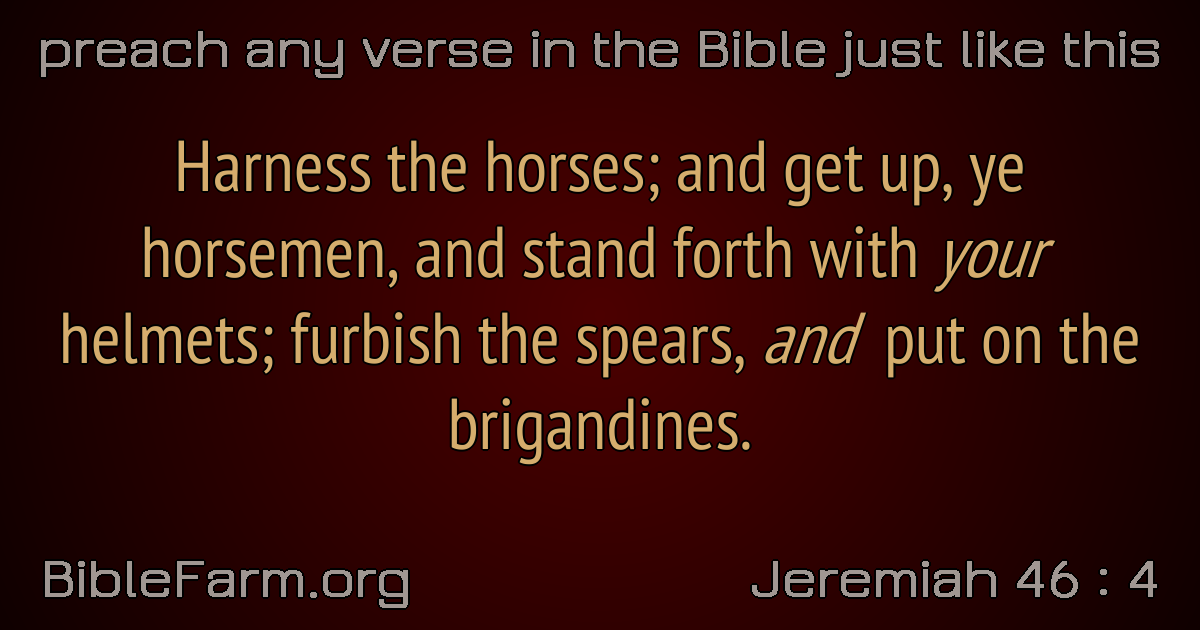 preach any verse in the Bible just like this
Harness the horses; and get up, ye
horsemen, and stand forth with your
helmets; furbish the spears, and put on the
brigandines.
BibleFarm.org
Jeremiah 46 : 4